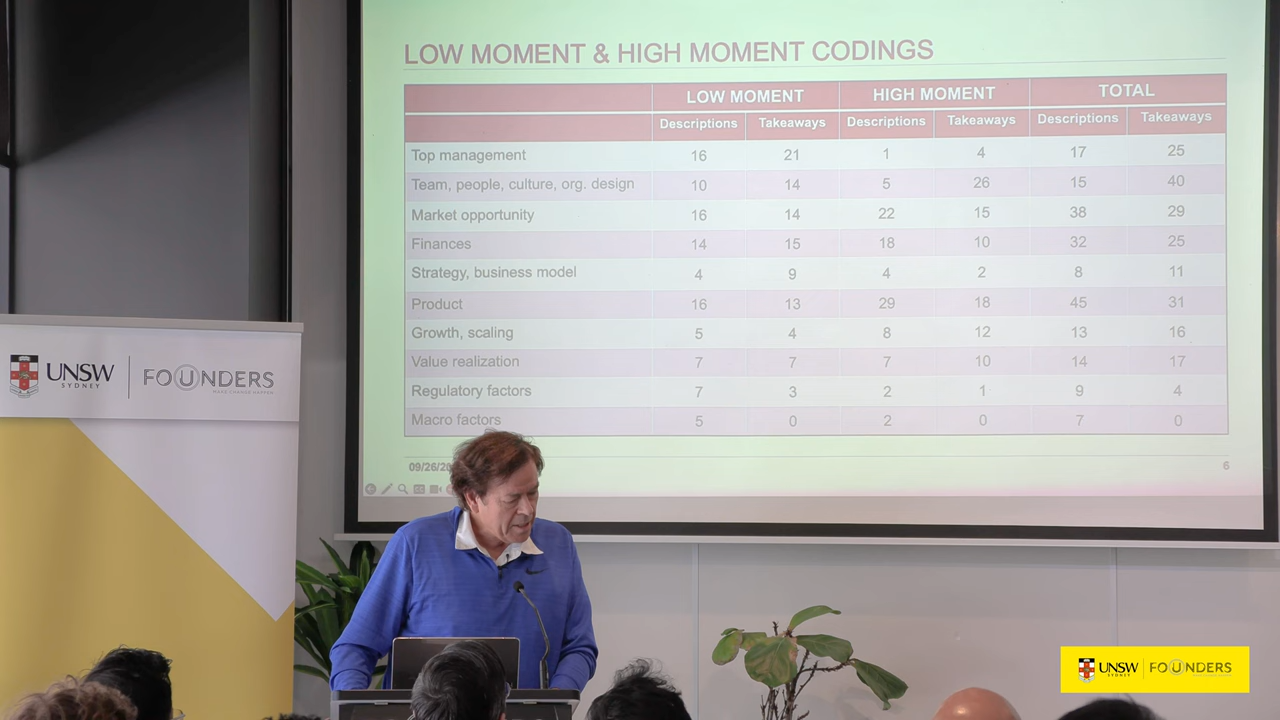 LOW MOMENT & HIGH MOMENT CODINGS
LOW MOMENT HIGH MOMENT TOTAL
Descriptions Takeaways Descriptions Takeaways Descriptions Takeaways
Top management 16 21 1 4 17 25
Team, people, culture, org. design 10 14 5 26 15 40
Market opportunity 16 14 22 15 38 29
Finances 14 15 18 10 32 25
Strategy, business model 4 9 4 2 8 11
Product 16 13 29 18 45 31
Growth, scaling 5 4 8 12 13 16
Value realization 7 7 7 10 14 17
Regulatory factors 7 3 2 1 9 4
Macro factors 5 0 2 0 7 0
09/26/20 6
UNSW
SYDNEY
FOUNDERS
UNSW
SYDNEY
FOUNDERS